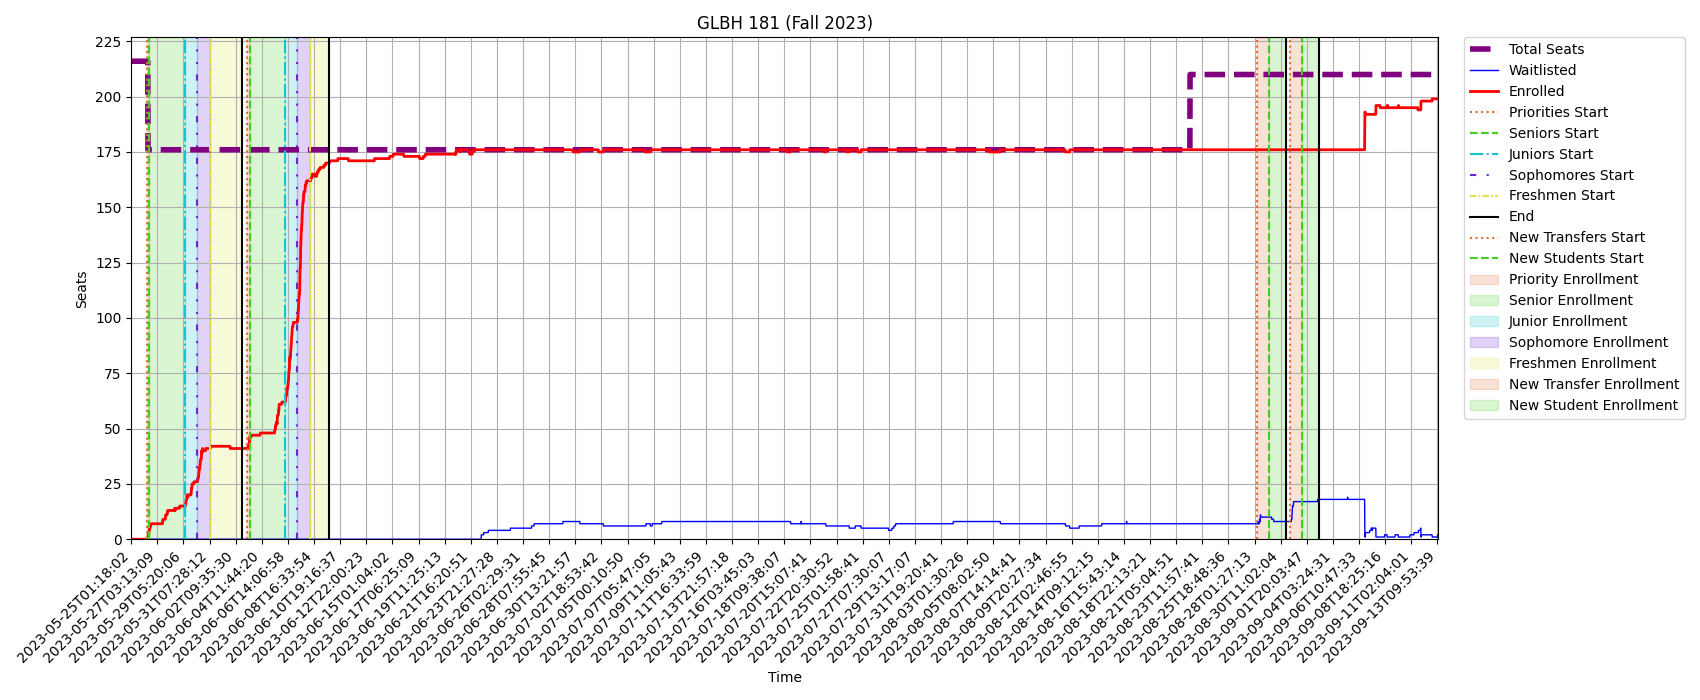 GLBH 181 (Fall 2023)
Seats
225
200
175
150
125
100
75
50
25
0
2023-05-25T01:18:02
2023-05-27T03:13:09
2023-05-29T05:20:06
2023-05-31T07:28:12
2023-06-02T09:35:30
2023-06-04T11:44:20
2023-06-06T14:06:58
2023-06-08T16:33:54
2023-06-10T19:16:37
2023-06-12T22:00:23
2023-06-15T01:04:02
2023-06-17T06:25:09
2023-06-21T16:25:13
2023-06-23T21:20:51
2023-06-23T21:27:28
2023-06-26T02:29:31
2023-06-28T07:55:45
2023-06-30T13:21:57
2023-07-02T18:53:42
2023-07-05T00:10:50
2023-07-07T05:47:05
2023-07-09T11:05:43
2023-07-11T16:33:59
2023-07-13T21:57:18
2023-07-16T03:45:03
2023-07-18T09:38:07
2023-07-20T15:07:41
2023-07-22T20:30:52
2023-07-25T01:58:41
2023-07-27T07:30:07
2023-07-29T13:17:07
2023-07-31T19:20:41
2023-08-03T01:30:26
2023-08-05T08:02:50
2023-08-07T14:14:41
2023-08-09T20:27:34
2023-08-12T02:46:55
2023-08-14T09:12:15
2023-08-16T15:43:14
2023-08-18T22:13:21
2023-08-21T05:04:51
2023-08-23T11:57:41
2023-08-25T18:48:36
2023-08-28T01:27:13
2023-08-30T11:02:04
2023-09-01T20:03:47
2023-09-04T03:24:31
2023-09-06T10:47:33
2023-09-08T18:25:16
2023-09-11T02:04:01
2023-09-13T09:53:39
Time
Total Seats
Waitlisted
Enrolled
Priorities Start
Seniors Start
Juniors Start
Sophomores Start
Freshmen Start
End
New Transfers Start
New Students Start
Priority Enrollment
Senior Enrollment
Junior Enrollment
Sophomore Enrollment
Freshmen Enrollment
New Transfer Enrollment
New Student Enrollment